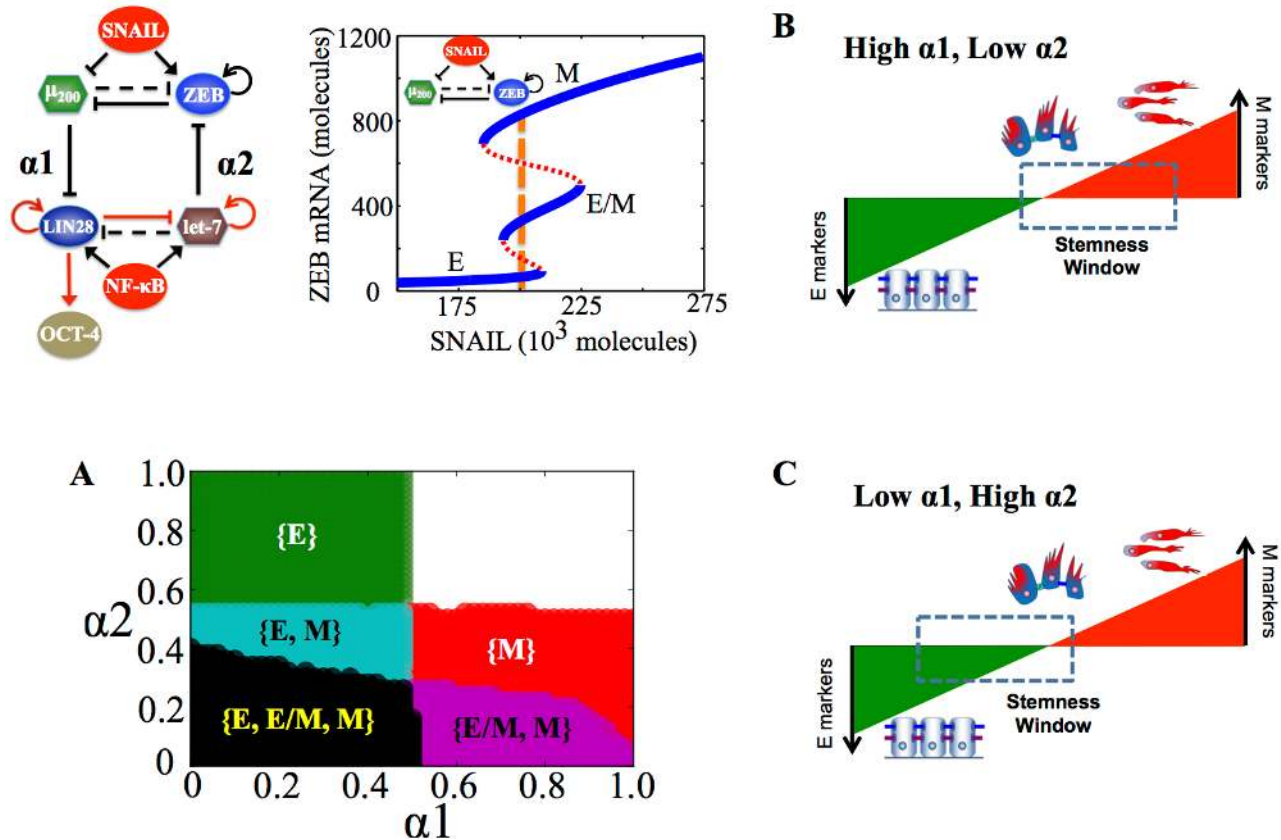 SNAIL
μ200
ZEB
α1
α2
LIN28
let-7
NF-κB
OCT-4
ZEB mRNA (molecules)
1200
800
400
0
SNAIL
μ200
ZEB
M
E/M
E
175
225
275
SNAIL (10³ molecules)
B
High α1, Low α2
E markers
M markers
Stemness
Window
A
α2
1.0
0.8
0.6
0.4
0.2
0
{E}
{E, M}
{M}
{E, E/M, M}
{E/M, M}
0
0.2
0.4
0.6
0.8
1.0
α1
C
Low α1, High α2
E markers
M markers
Stemness
Window